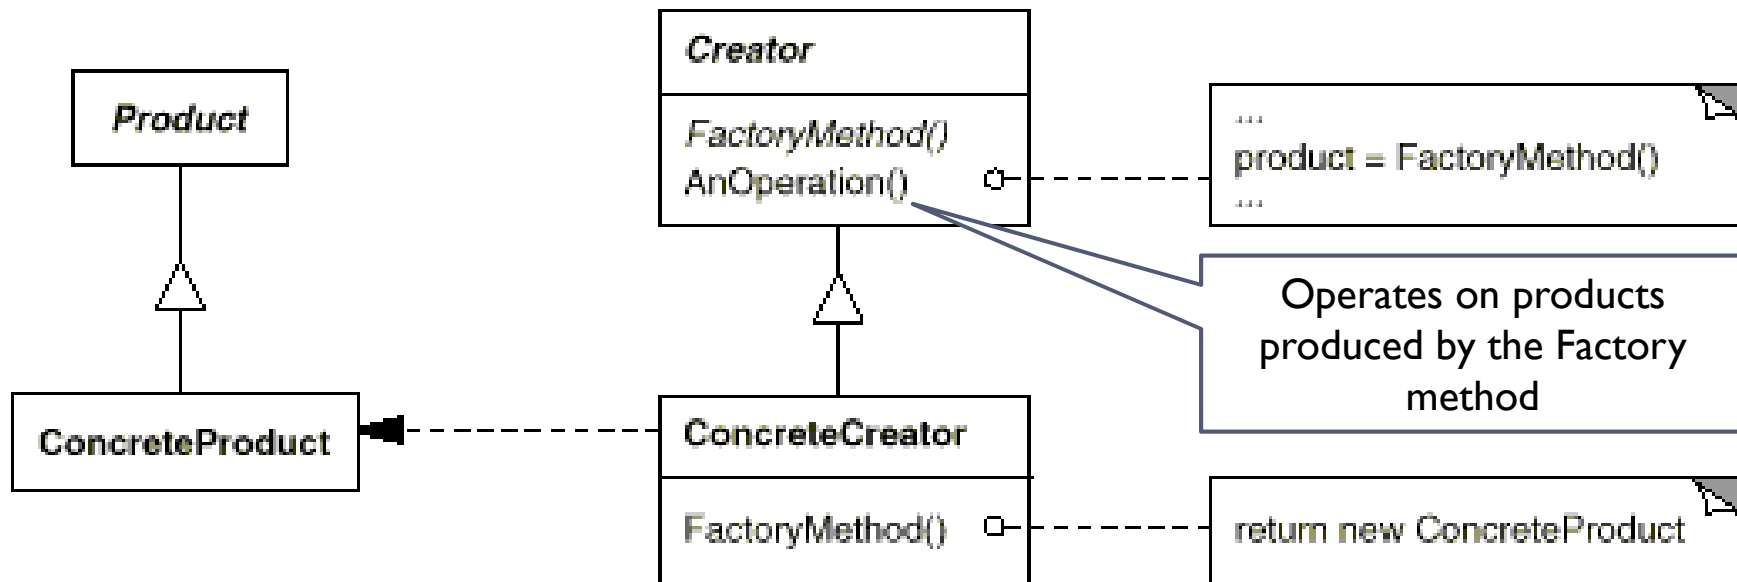 Product
ConcreteProduct
Creator
FactoryMethod()
AnOperation()
...
product = FactoryMethod()
...
Operates on products
produced by the Factory
method
ConcreteCreator
FactoryMethod()
return new ConcreteProduct